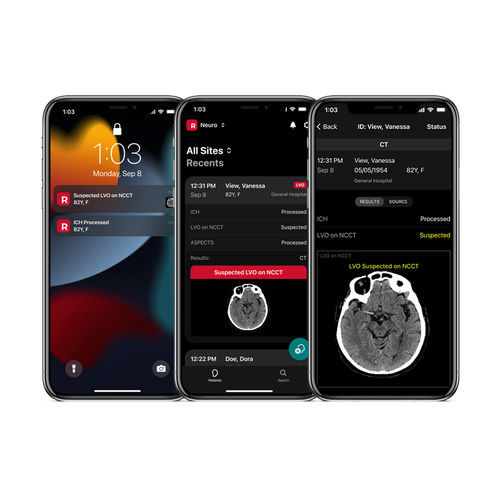 1:03
Monday, Sep 8
R
Suspected LVO on NCCT
82Y, F
R
ICH Processed
82Y, F
1:03
R Neuro
All Sites
Recents
12:31 PM View, Vanessa LVO
Sep 8 82Y, F
General Hospital
ICH Processed
LVO on NCCT Suspected
ASPECTS Processed
Results: CT
Suspected LVO on NCCT
12:22 PM Doe, Dora
Sep 8 82Y, F
Patients Search
1:03
Back ID: View, Vanessa Status
CT
12:31 PM View, Vanessa
Sep 8 05/05/1954 82Y, F
General Hospital
RESULTS SOURCE
ICH Processed
LVO on NCCT Suspected
LVO on NCCT
LVO Suspected on NCCT